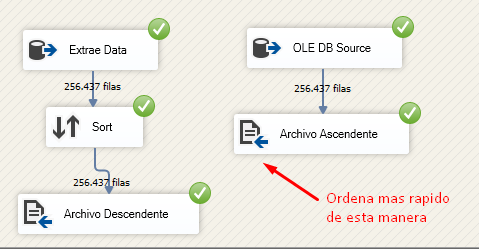 Extrae Data
OLE DB Source
256.437 filas
256.437 filas
Sort
Archivo Ascendente
256.437 filas
Archivo Descendente
Ordena mas rapido
de esta manera